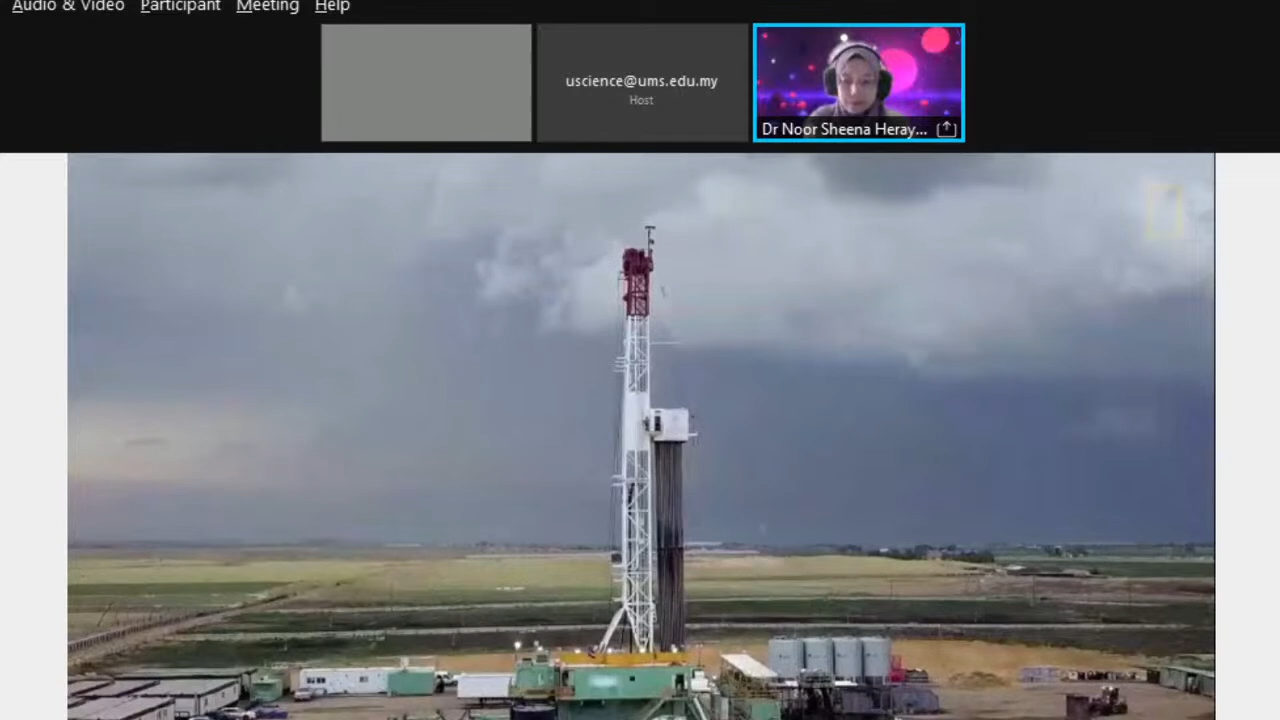 Audio & Video Participant Meeting Help
uscience@ums.edu.my
Host
Dr Noor Sheena Heray...